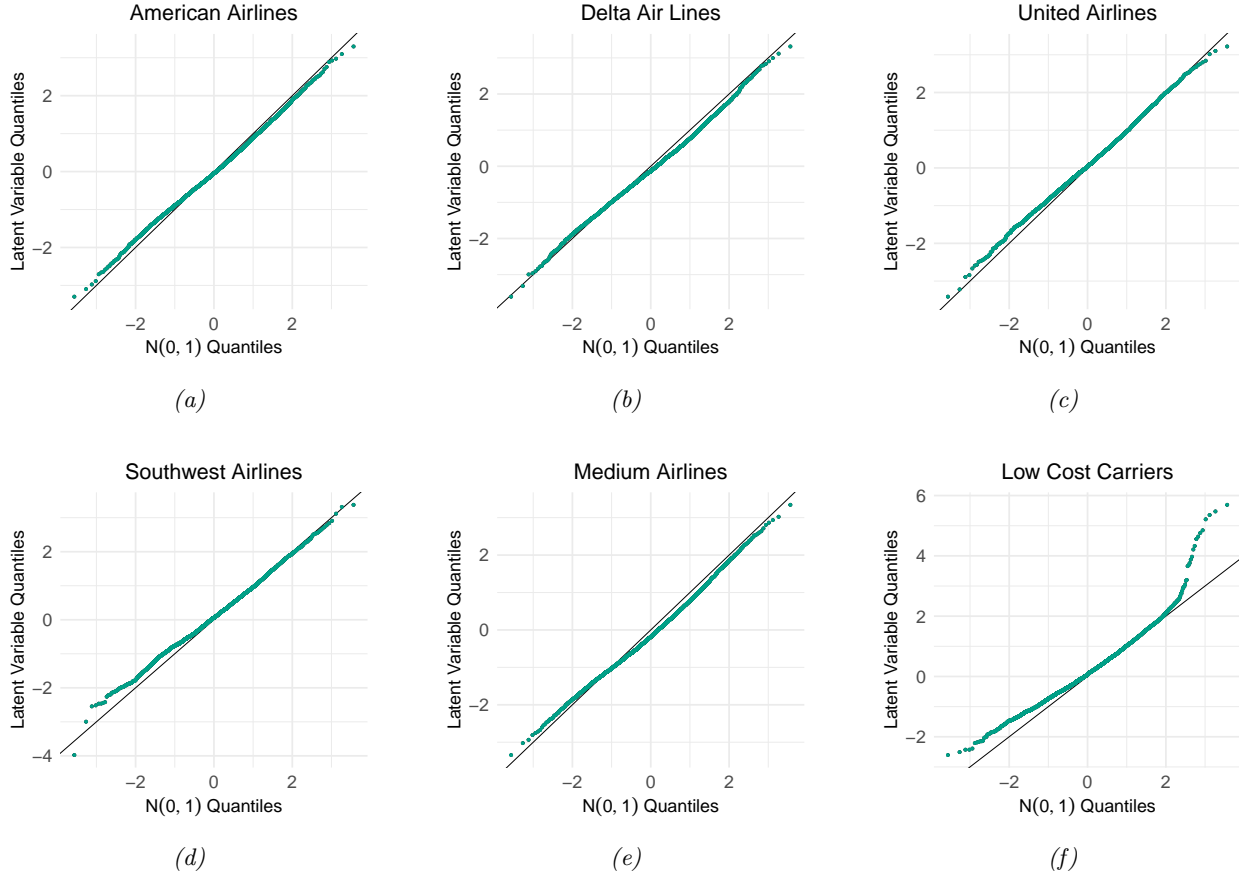 American Airlines
Delta Air Lines
United Airlines
Latent Variable Quantiles
2
0
−2
−2
0
2
N(0, 1) Quantiles
Latent Variable Quantiles
2
0
−2
−2
0
2
N(0, 1) Quantiles
Latent Variable Quantiles
2
0
−2
−2
0
2
N(0, 1) Quantiles
(a)
(b)
(c)
Southwest Airlines
Medium Airlines
Low Cost Carriers
Latent Variable Quantiles
2
0
−2
−4
−2
0
2
N(0, 1) Quantiles
Latent Variable Quantiles
2
0
−2
−2
0
2
N(0, 1) Quantiles
Latent Variable Quantiles
6
4
2
0
−2
−2
0
2
N(0, 1) Quantiles
(d)
(e)
(f)